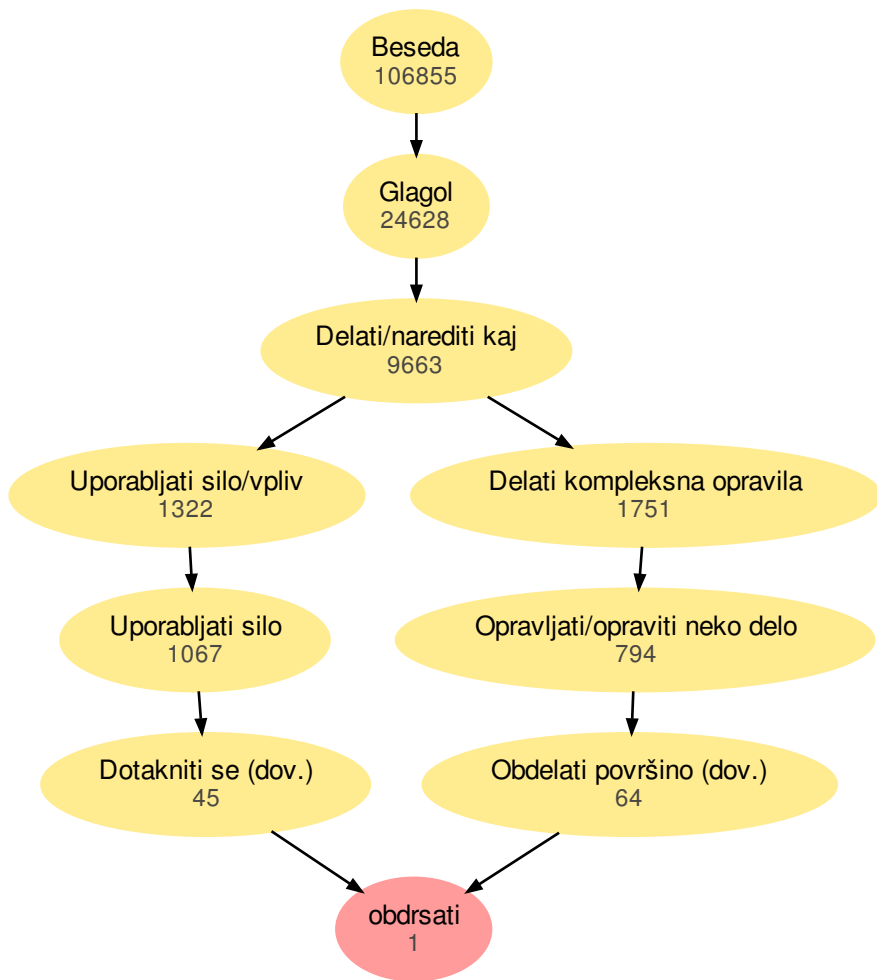 Beseda
106855
Glagol
24628
Delati/narediti kaj
9663
Uporabljati silo/vpliv
1322
Delati kompleksna opravila
1751
Uporabljati silo
1067
Opravljati/opraviti neko delo
794
Dotakniti se (dov.)
45
Obdelati površino (dov.)
64
obdrsati
1